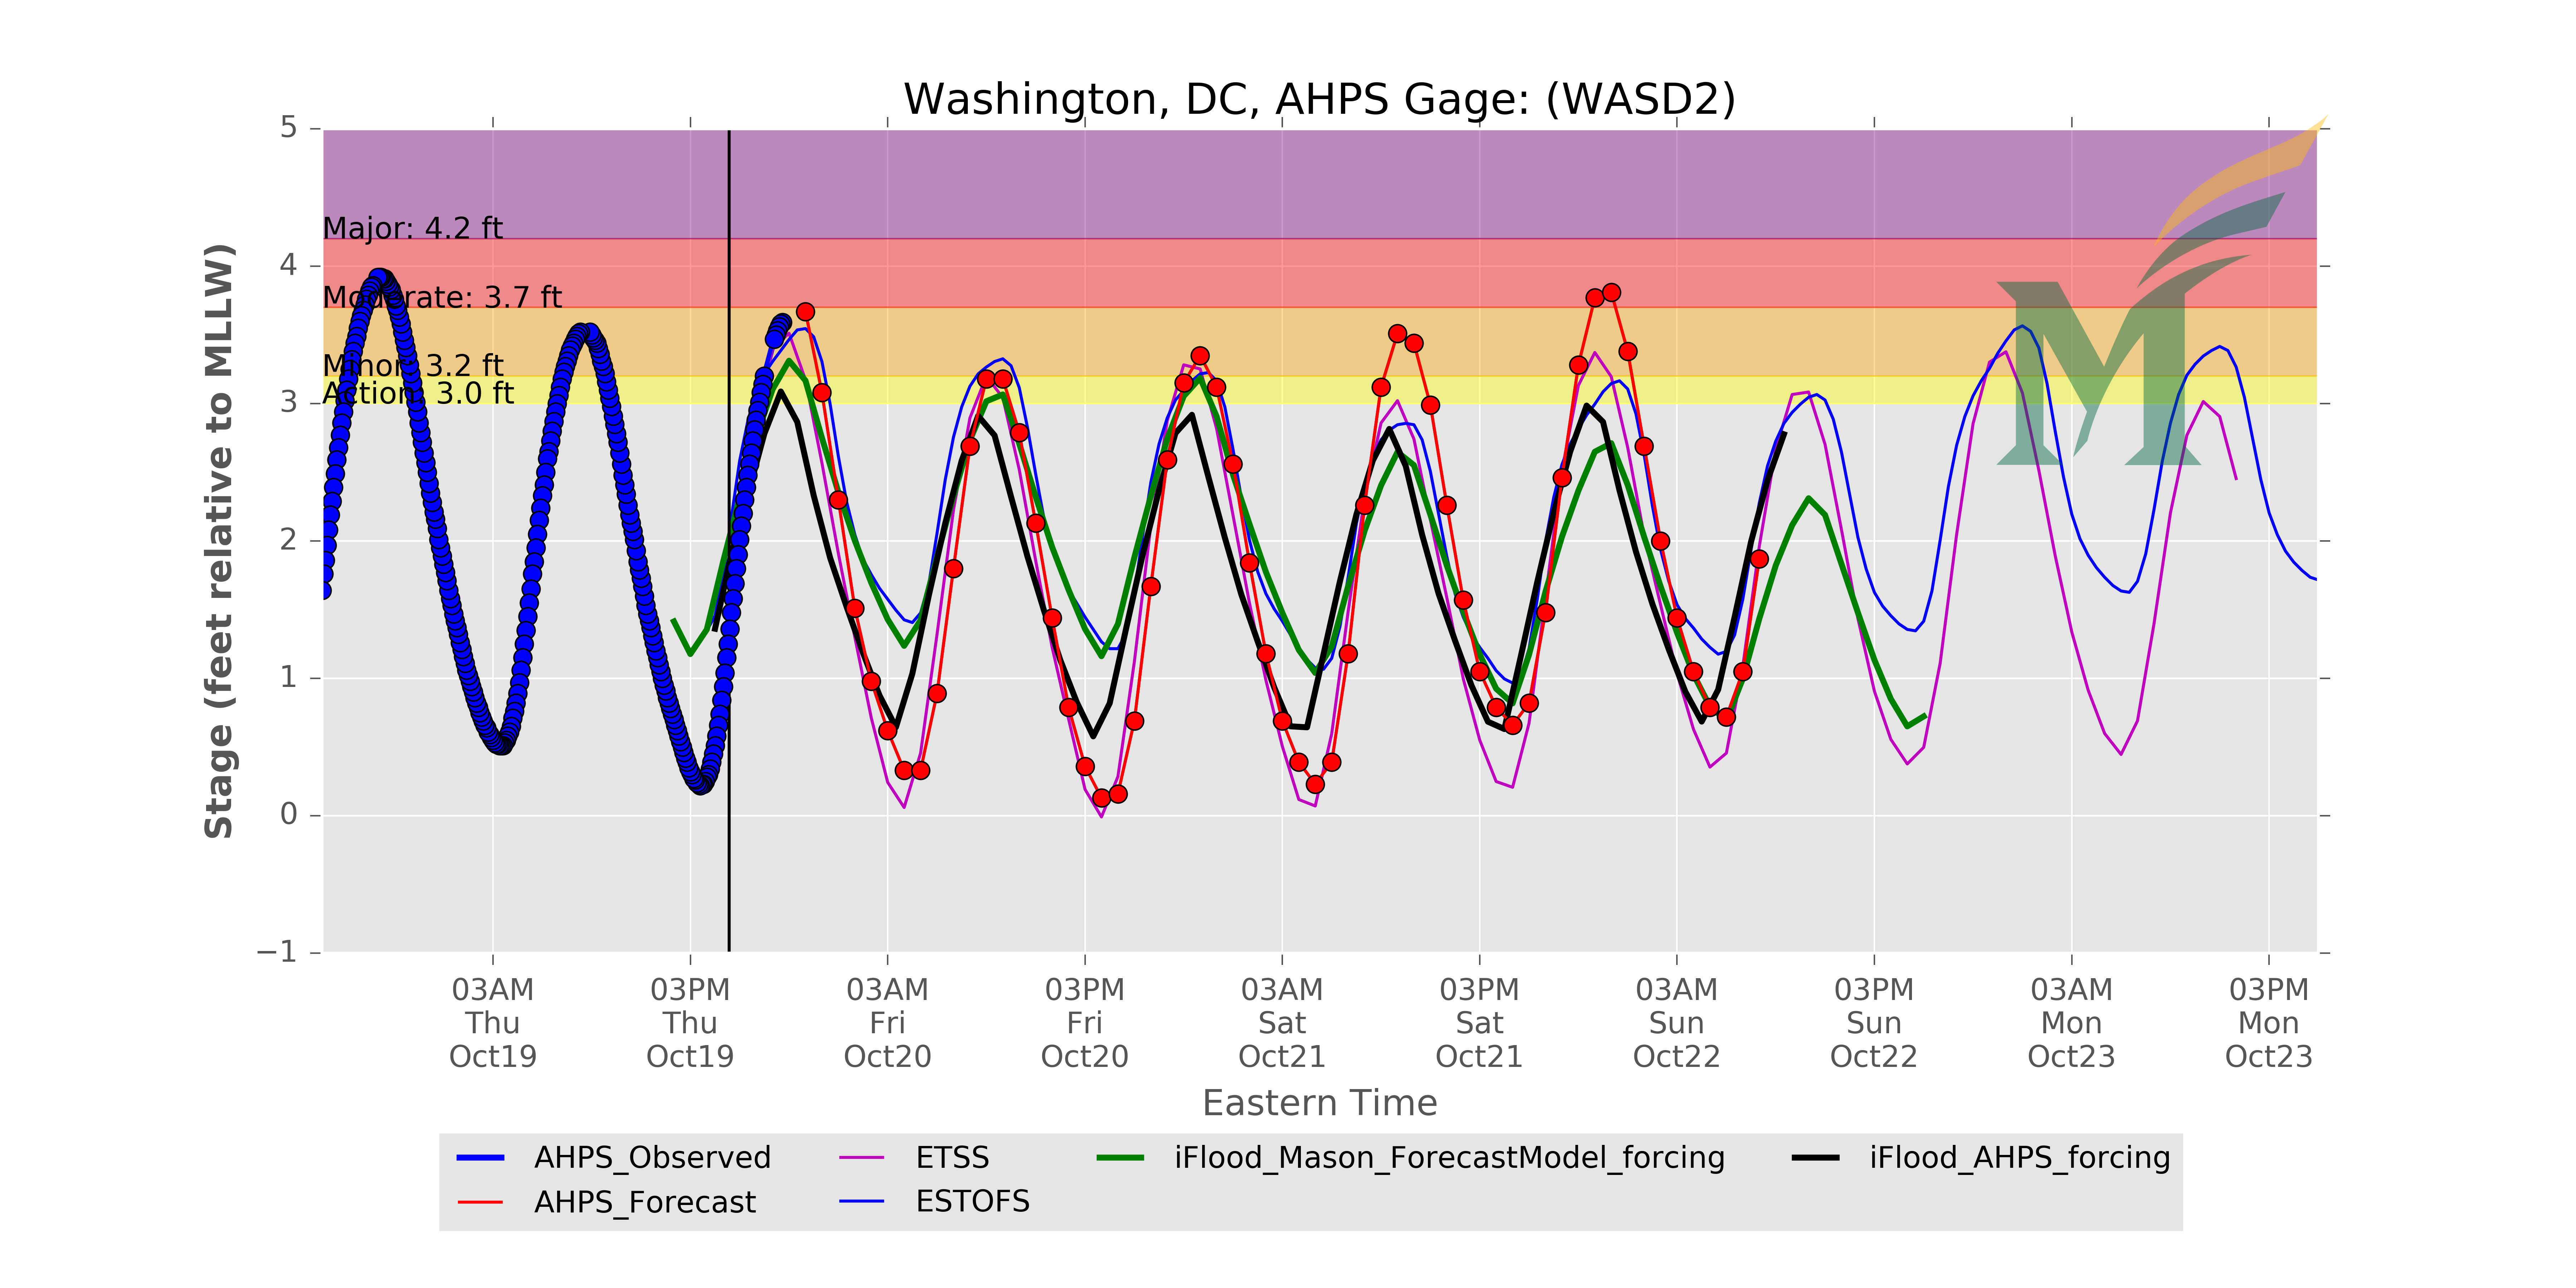 Washington, DC, AHPS Gage: (WASD2)
5
4
3
2
1
0
−1
Stage (feet relative to MLLW)
Major: 4.2 ft
Moderate: 3.7 ft
Minor: 3.2 ft
Action: 3.0 ft
03AM 03PM 03AM 03PM 03AM 03PM 03AM 03PM 03AM 03PM
Thu Thu Fri Fri Sat Sat Sun Sun Mon Mon
Oct19 Oct19 Oct20 Oct20 Oct21 Oct21 Oct22 Oct22 Oct23 Oct23
Eastern Time
AHPS_Observed ETSS iFlood_Mason_ForecastModel_forcing iFlood_AHPS_forcing
AHPS_Forecast ESTOFS